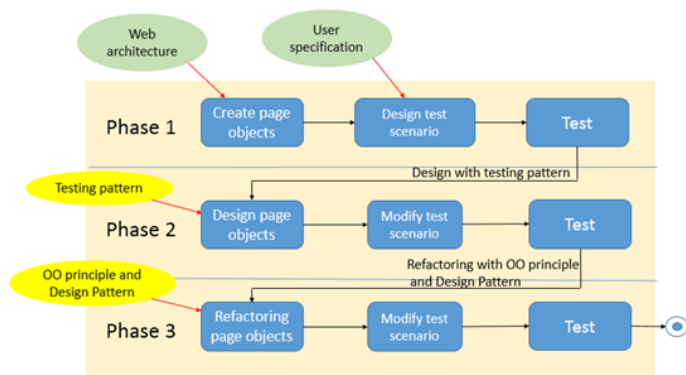 Web
architecture
User
specification
Phase 1
Create page
objects
Design test
scenario
Test
Design with testing pattern
Testing pattern
Phase 2
Design page
objects
Modify test
scenario
Test
Refactoring with OO principle
and Design Pattern
OO principle and
Design Pattern
Phase 3
Refactoring
page objects
Modify test
scenario
Test